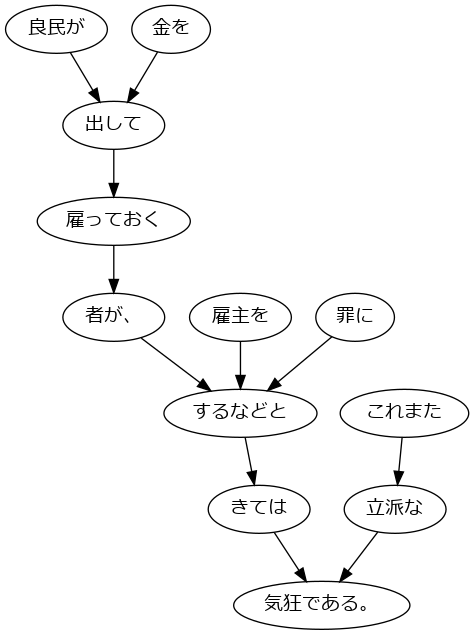 良民が 金を
出して
雇っておく
者が、 雇主を 罪に
するなどと これまた
きては 立派な
気狂である。